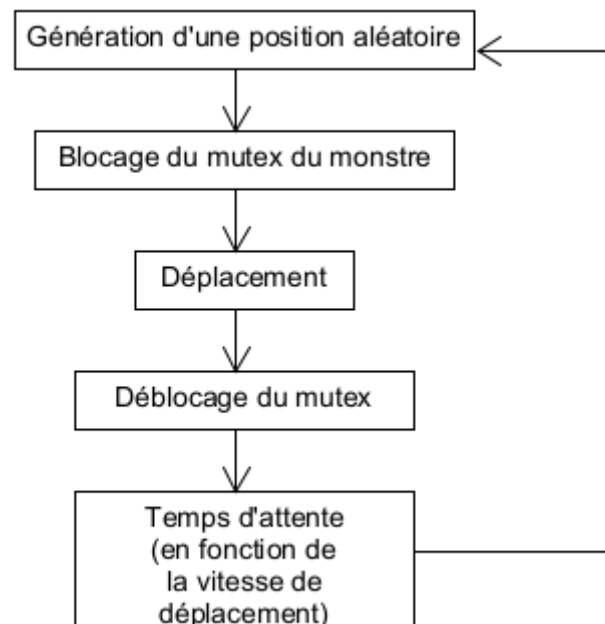 Génération d'une position aléatoire
Blocage du mutex du monstre
Déplacement
Déblocage du mutex
Temps d'attente
(en fonction de
la vitesse de
déplacement)